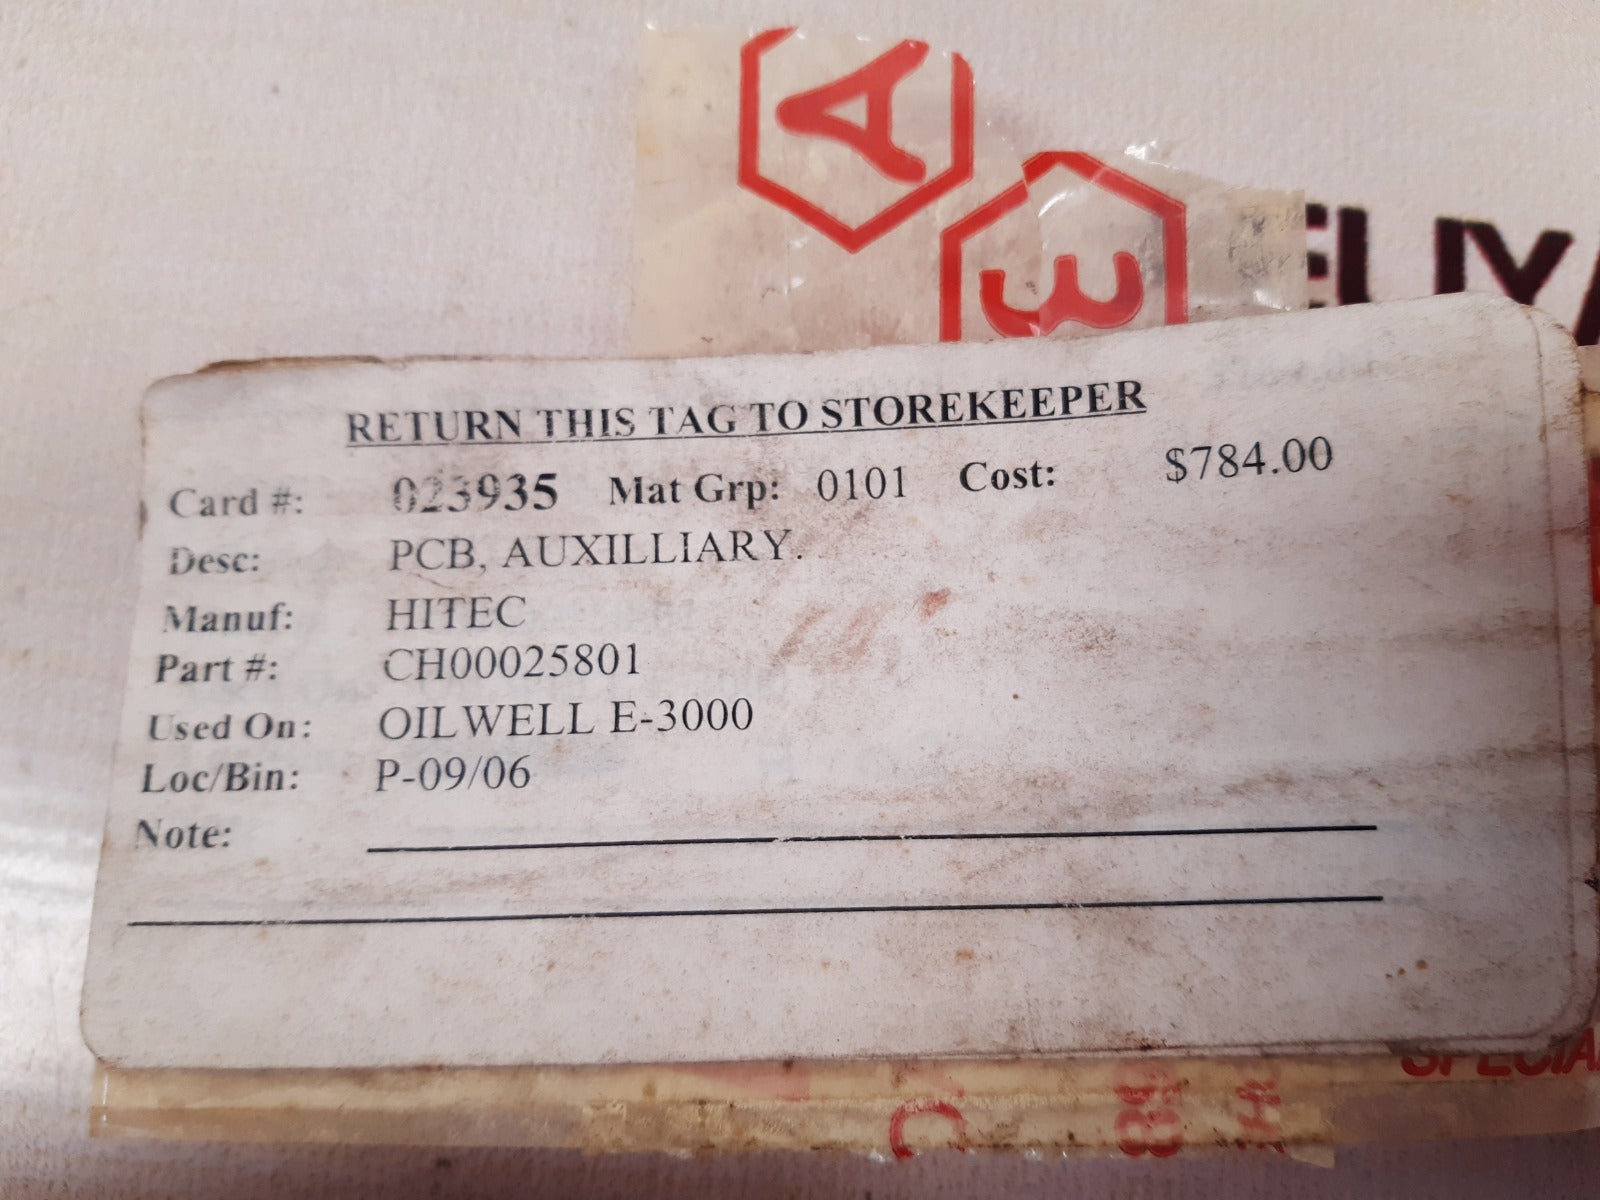 A
E
RETURN THIS TAG TO STOREKEEPER
Card #: 023935 Mat Grp: 0101 Cost: $784.00
Desc: PCB, AUXILLIARY.
Manuf: HITEC
Part #: CH00025801
Used On: OILWELL E-3000
Loc/Bin: P-09/06
Note: